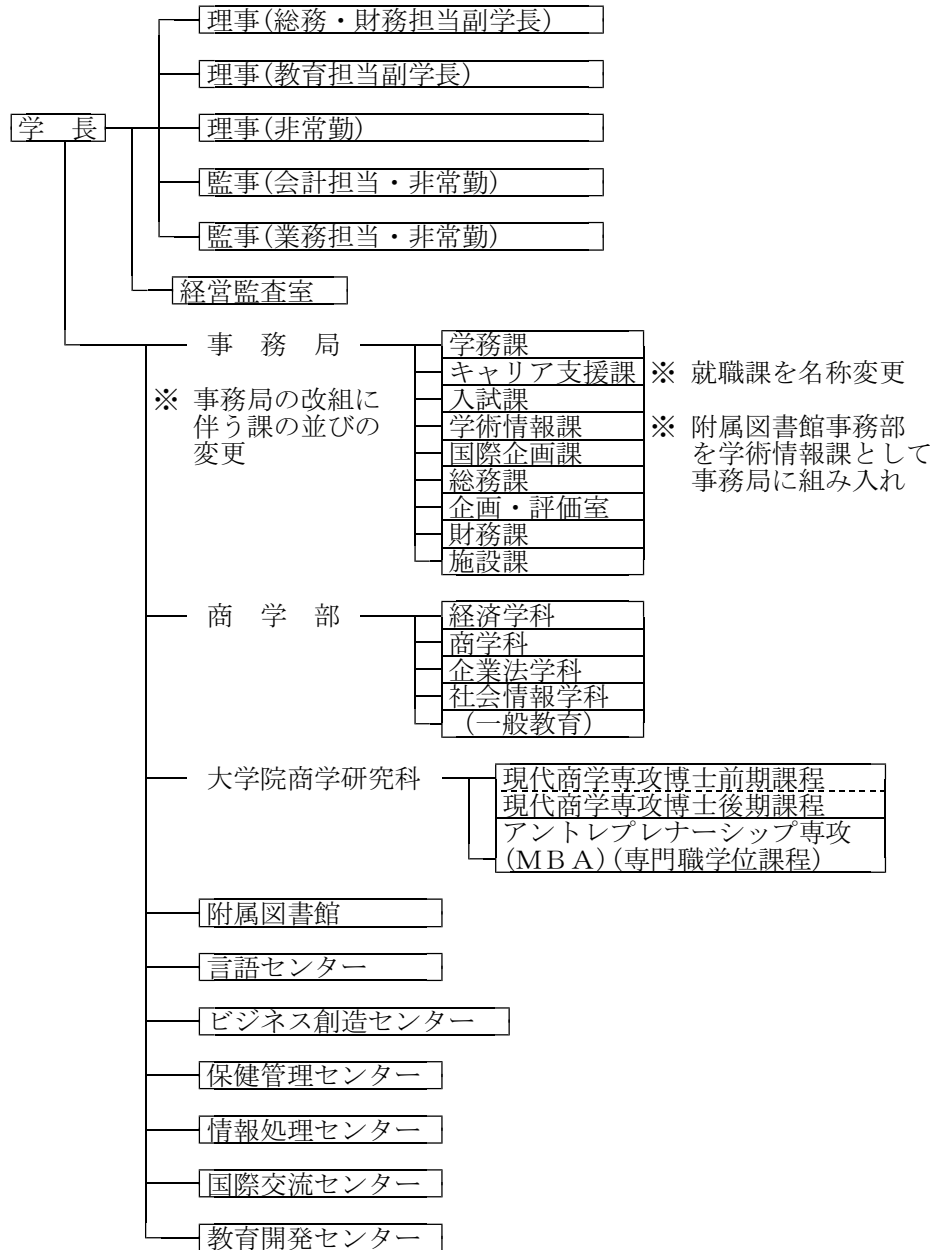 理事(総務・財務担当副学長)
理事(教育担当副学長)
学　長
理事(非常勤)
監事(会計担当・非常勤)
監事(業務担当・非常勤)
経営監査室
事　務　局
※ 事務局の改組に
伴う課の並びの
変更
学務課
キャリア支援課
※ 就職課を名称変更
入試課
学術情報課
※ 附属図書館事務部
を学術情報課として
事務局に組み入れ
国際企画課
総務課
企画・評価室
財務課
施設課
商　学　部
経済学科
商学科
企業法学科
社会情報学科
（一般教育）
大学院商学研究科
現代商学専攻博士前期課程
現代商学専攻博士後期課程
アントレプレナーシップ専攻
(ＭＢＡ)(専門職学位課程)
附属図書館
言語センター
ビジネス創造センター
保健管理センター
情報処理センター
国際交流センター
教育開発センター